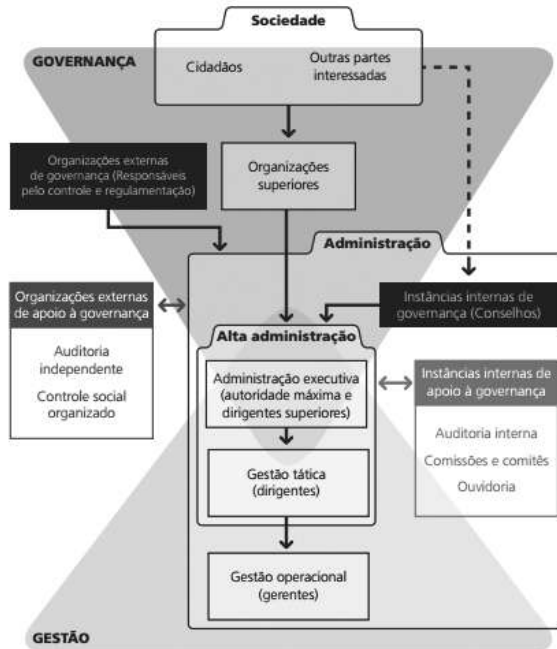 Sociedade
GOVERNANÇA
Cidadãos
Outras partes
interessadas
Organizações externas
de governança (Responsáveis
pelo controle e regulamentação)
Organizações
superiores
Administração
Organizações externas
de apoio à governança
Auditoria
independente
Controle social
organizado
Instâncias internas de
governança (Conselhos)
Alta administração
Administração executiva
(autoridade máxima e
dirigentes superiores)
Instâncias internas de
apoio à governança
Auditoria interna
Comissões e comitês
Ouvidoria
Gestão tática
(dirigentes)
Gestão operacional
(gerentes)
GESTÃO